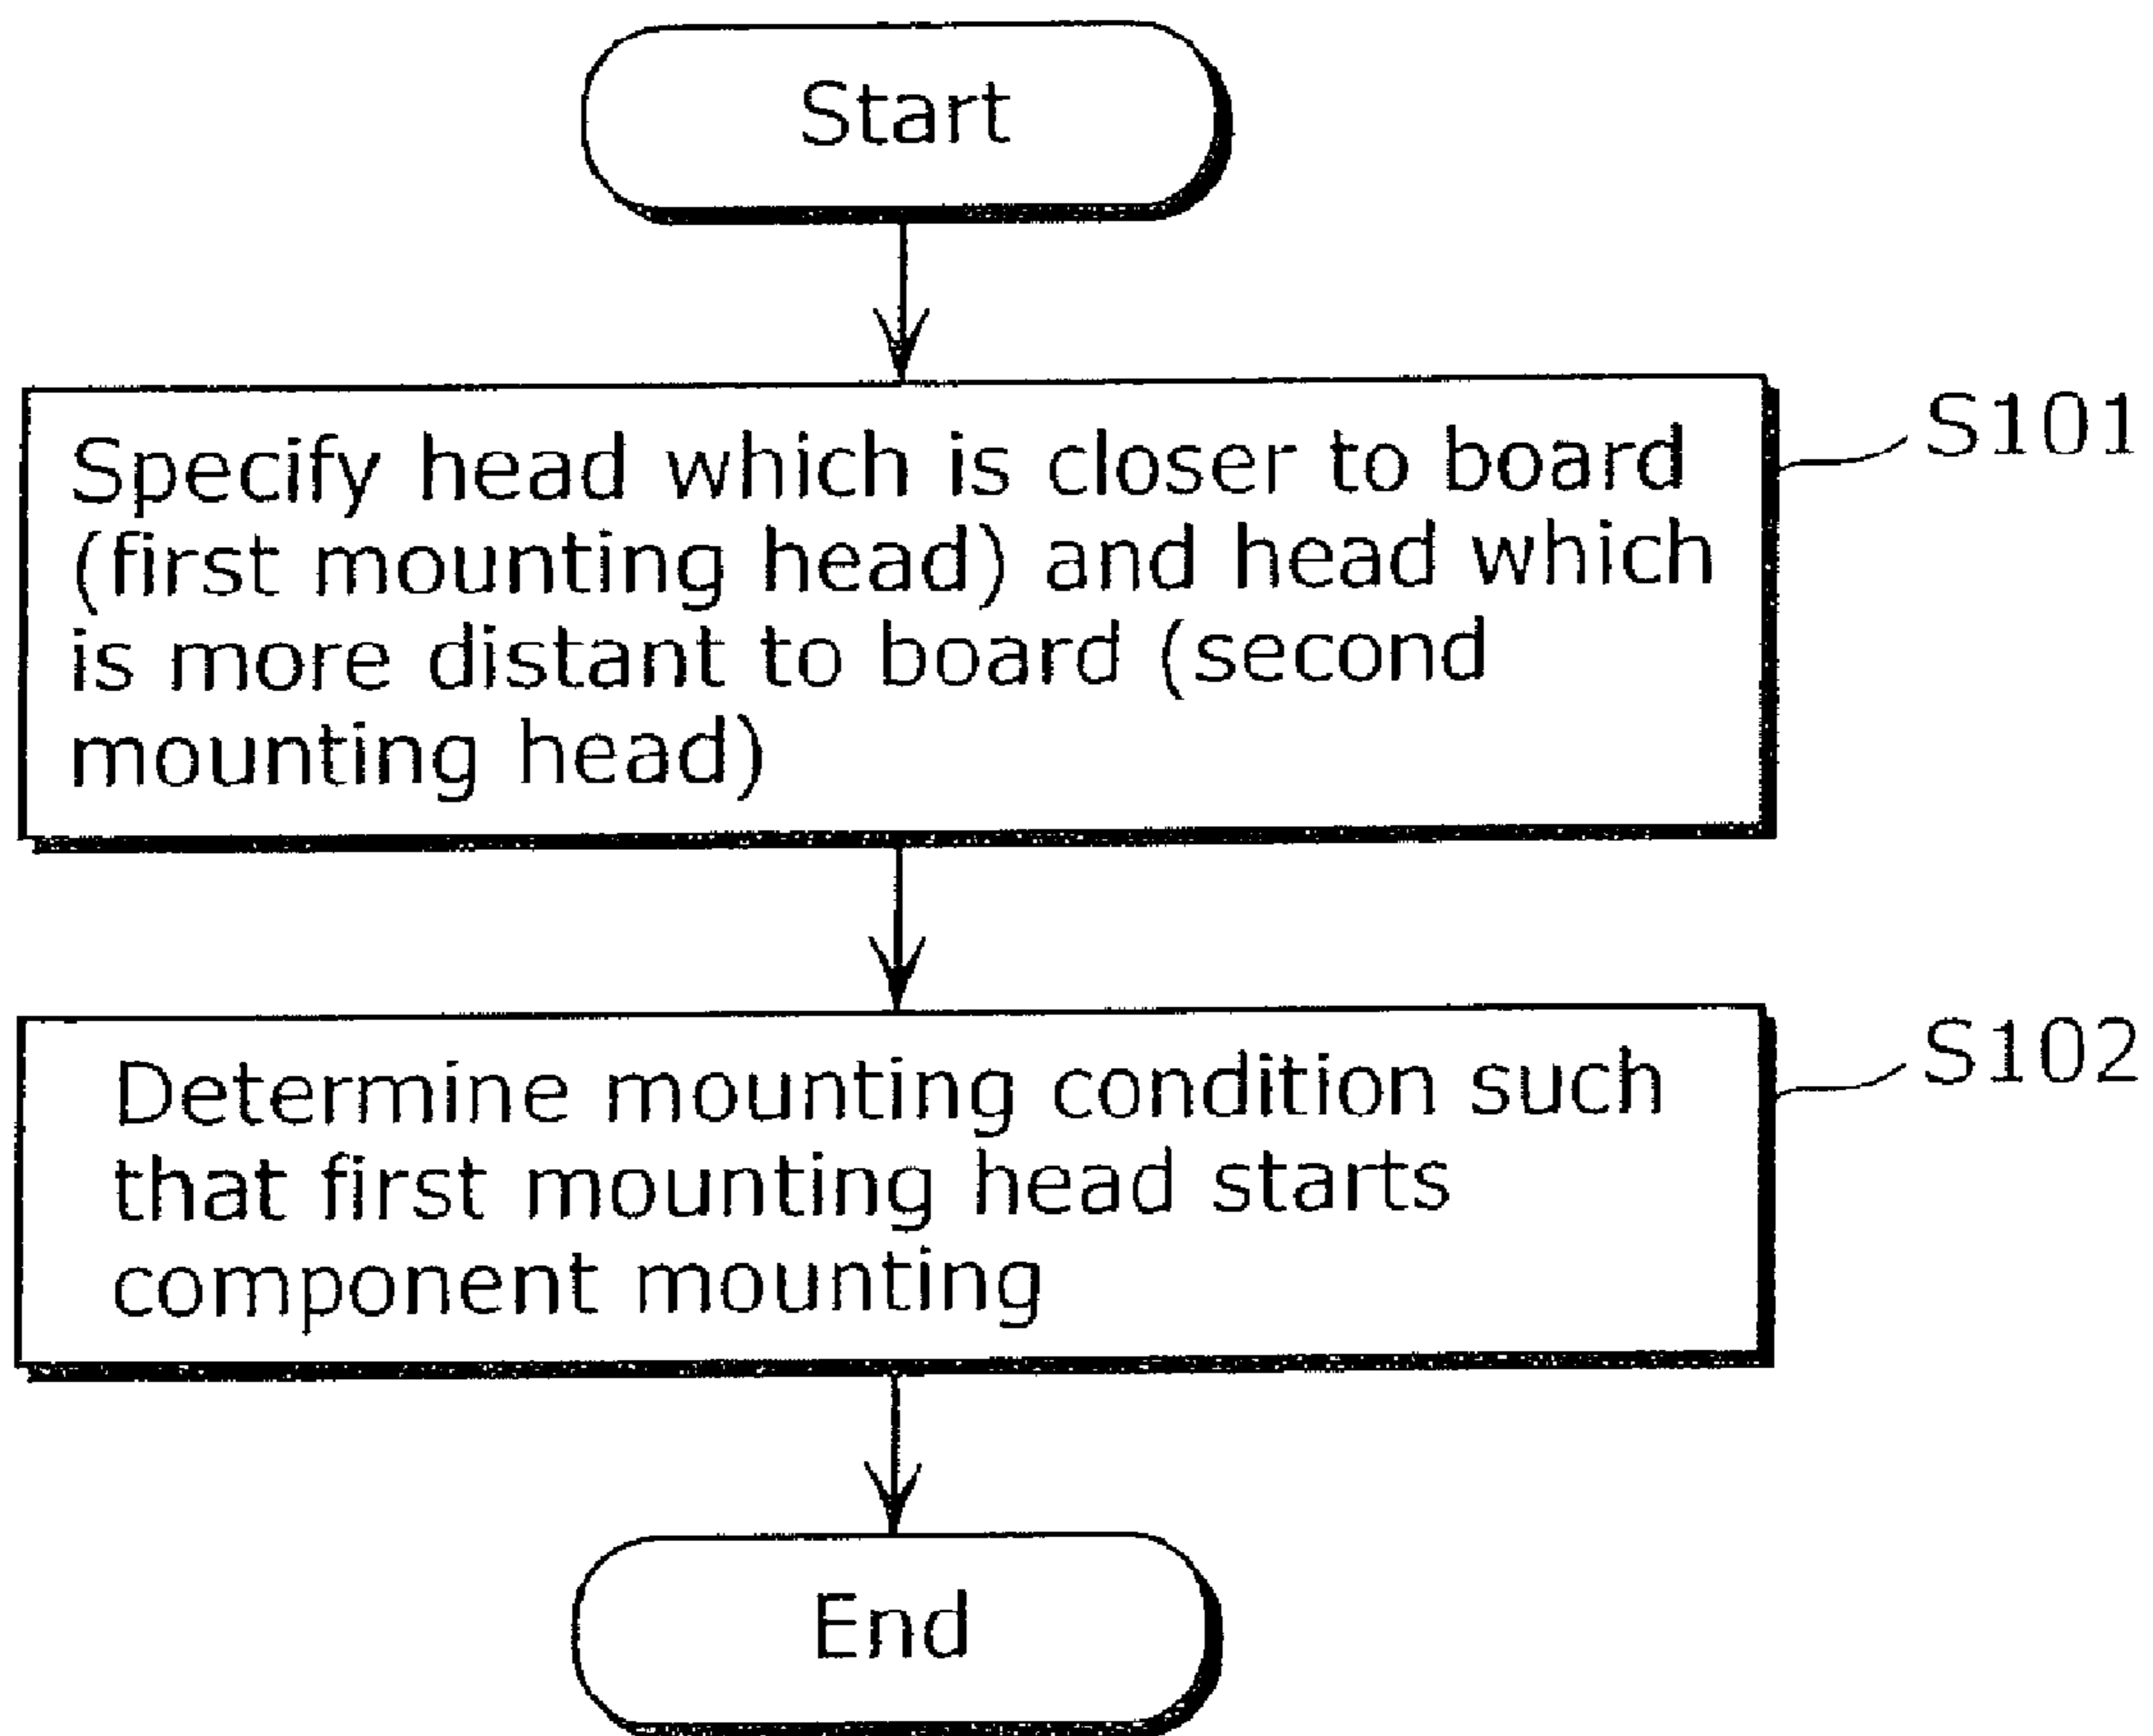 Start
Specify head which is closer to board
(first mounting head) and head which
is more distant to board (second
mounting head)
S101
Determine mounting condition such
that first mounting head starts
component mounting
S102
End